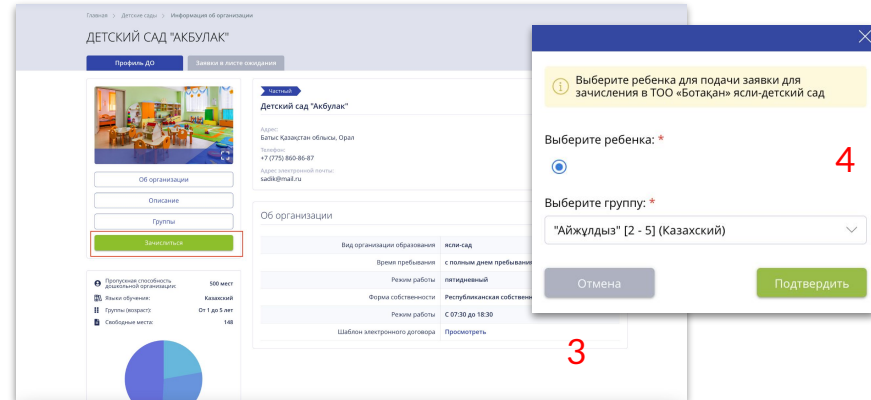 Главная > Детские сады > Информация об организации
ДЕТСКИЙ САД "АКБУЛАК"
Профиль ДО
Заявки в листе ожидания
Частный
Детский сад "Акбулак"
Адрес:
Батыс Қазақстан облысы, Орал
Телефон:
+7 (775) 860-86-87
Адрес электронной почты:
sadik@mail.ru
Об организации
Описание
Группы
Зачислиться
Пропускная способность дошкольной организации: 500 мест
Языки обучения: Казахский
Группы (возраст): От 1 до 5 лет
Свободные места: 148
Об организации
Вид организации образования ясли-сад
Время пребывания с полным днем пребывания
Режим работы пятидневный
Форма собственности Республиканская собственн
Режим работы С 07:30 до 18:30
Шаблон электронного договора Просмотреть
3
Выберите ребенка для подачи заявки для
зачисления в ТОО «Ботақан» ясли-детский сад
Выберите ребенка: *
4
Выберите группу: *
"Айжұлдыз" [2 - 5] (Казахский)
Отмена
Подтвердить